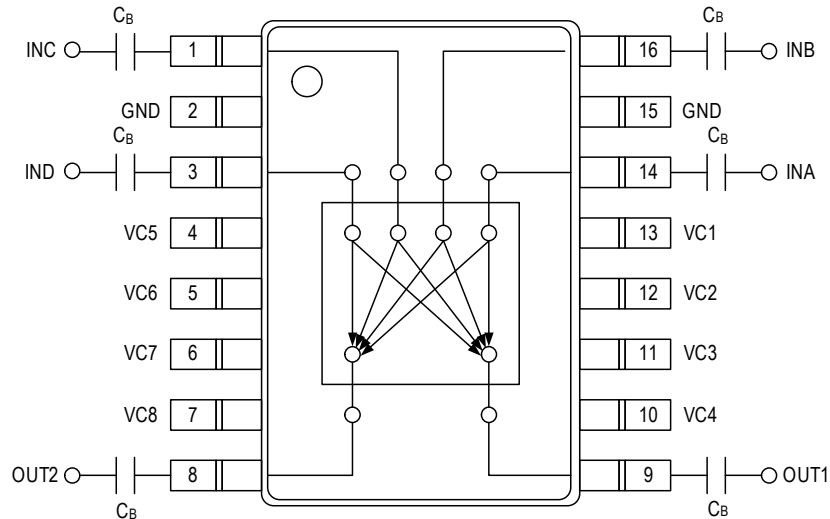 CB CB
INC 1 16 INB
GND 2 15 GND
CB CB
IND 3 14 INA
VC5 4 13 VC1
VC6 5 12 VC2
VC7 6 11 VC3
VC8 7 10 VC4
OUT2 8 9 OUT1
CB CB